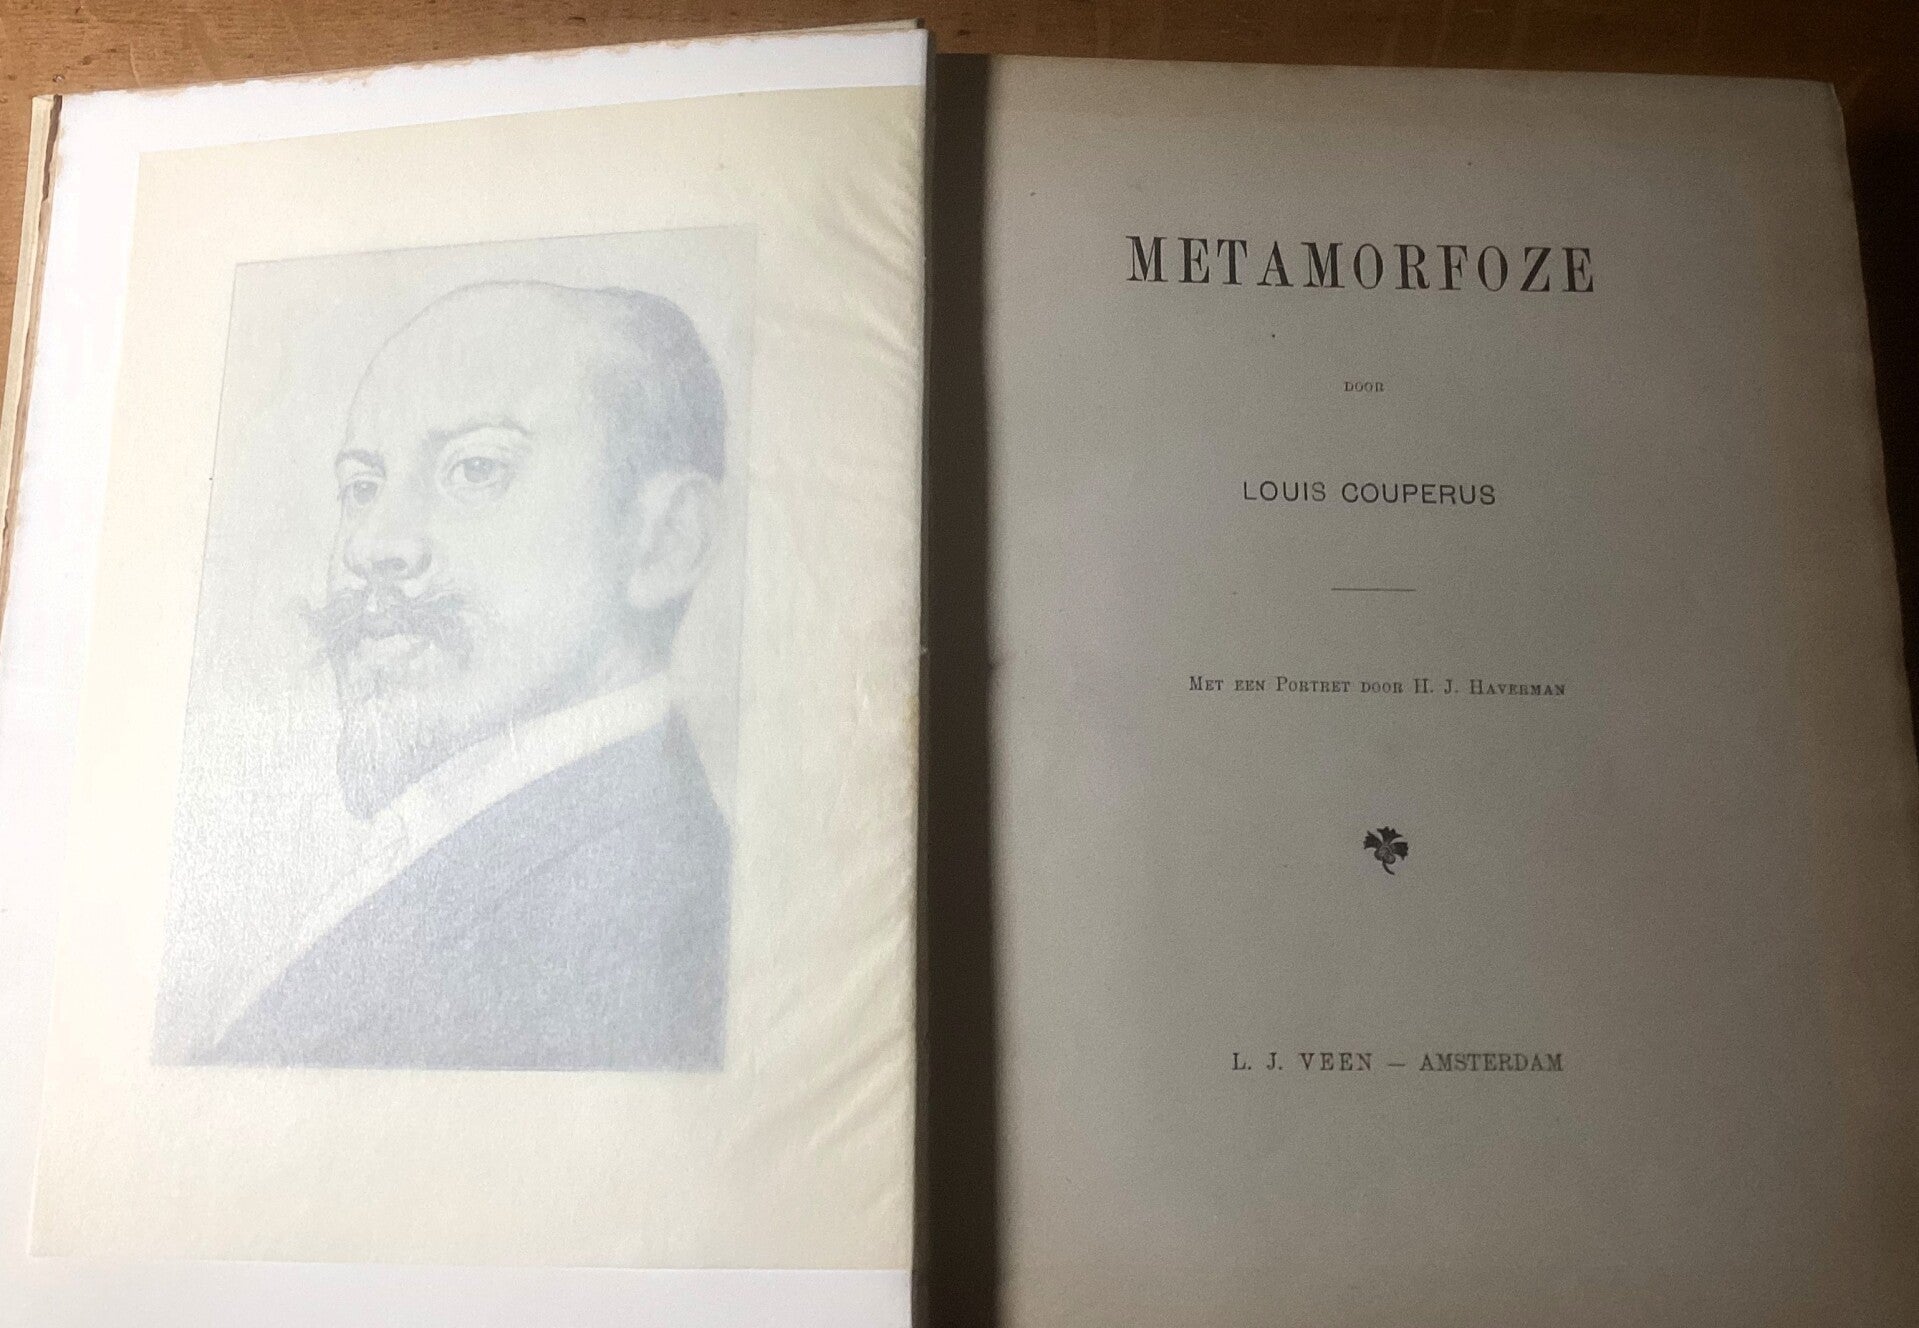 METAMORFOZE
DOOR
LOUIS COUPERUS
MET EEN PORTRET DOOR H. J. HAVERMAN
L. J. VEEN — AMSTERDAM